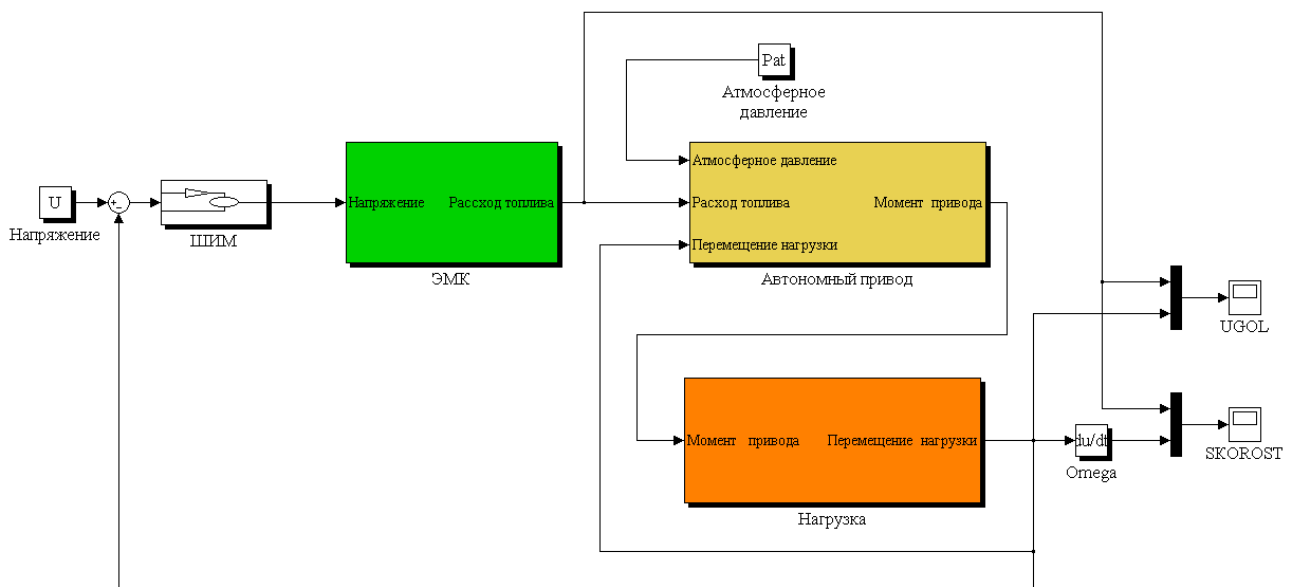 Pat
Атмосферное
давление
U
Напряжение
+
-
ШИМ
Напряжение
Рассход топлива
ЭМК
Атмосферное давление
Расход топлива
Момент привода
Перемещение нагрузки
Автономный привод
UGOL
Момент привода
Перемещение нагрузки
Нагрузка
du/dt
Omega
SKOROST